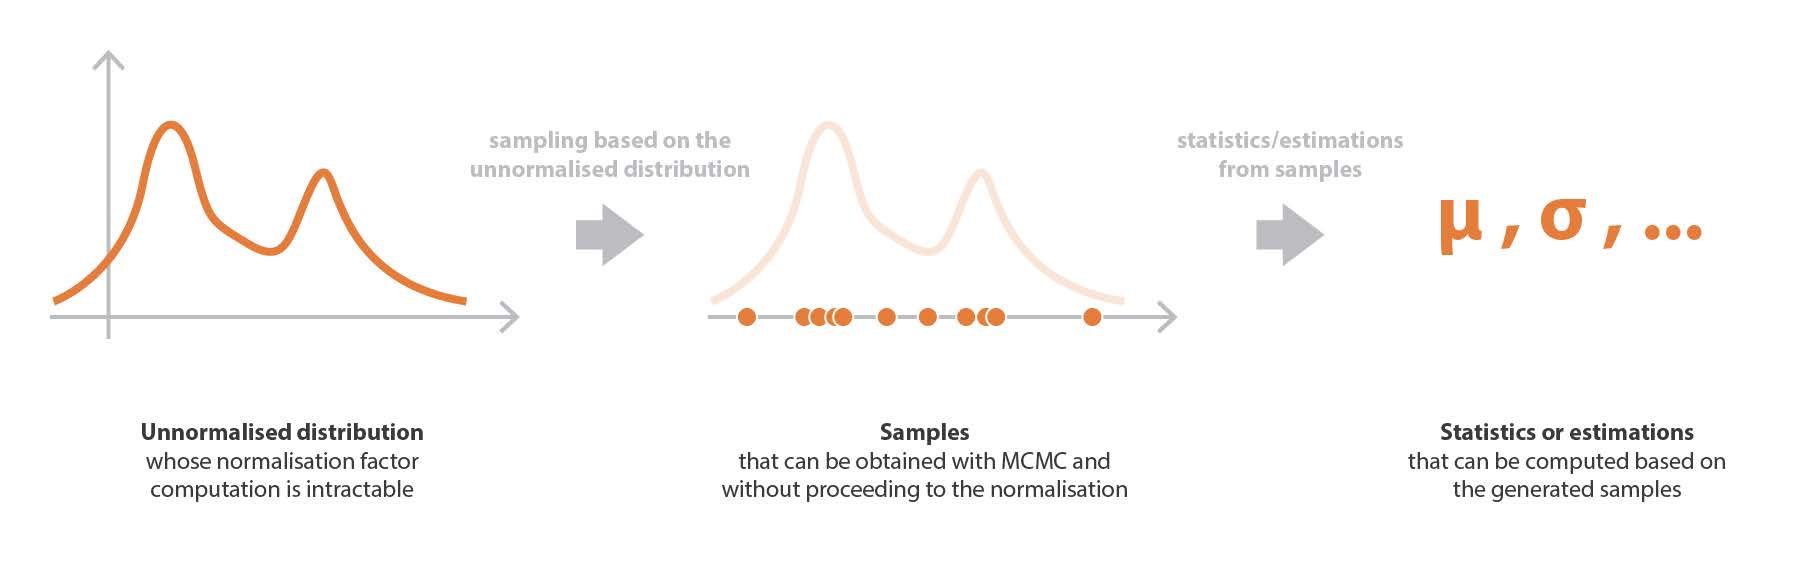 sampling based on the
unnormalised distribution
statistics/estimations
from samples
μ , σ , ...
Unnormalised distribution
whose normalisation factor
computation is intractable
Samples
that can be obtained with MCMC and
without proceeding to the normalisation
Statistics or estimations
that can be computed based on
the generated samples